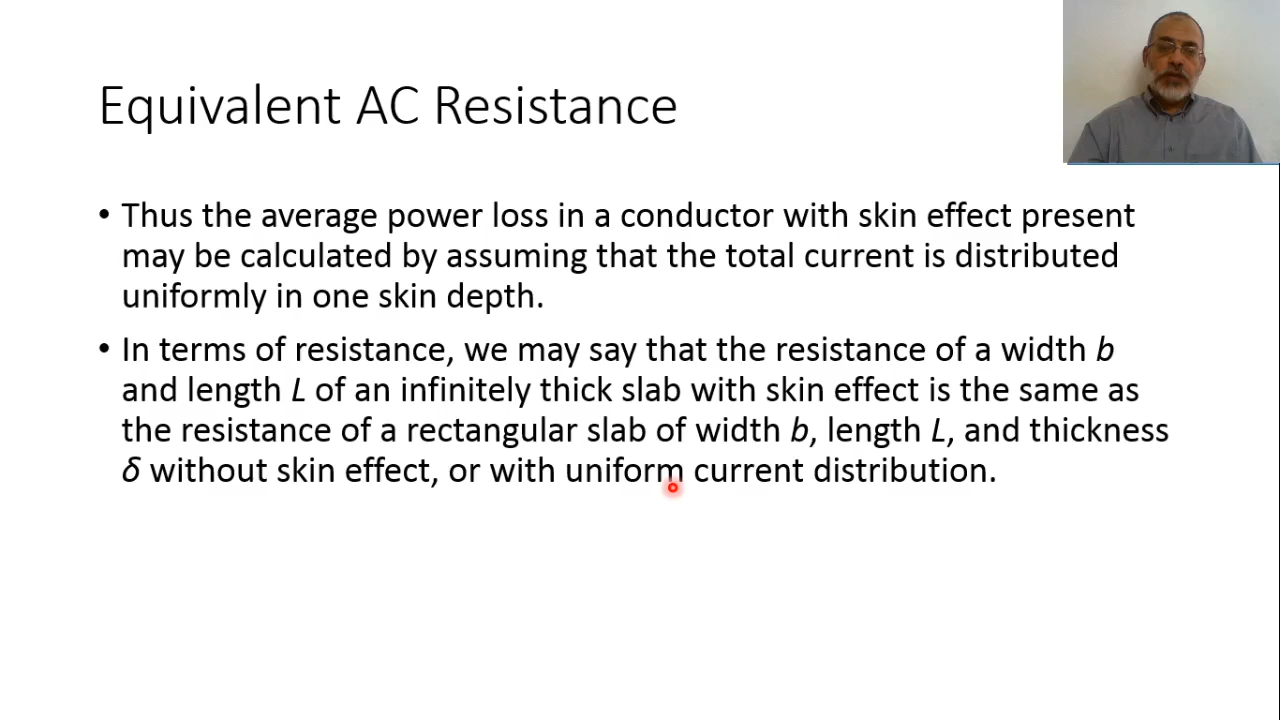 Equivalent AC Resistance
• Thus the average power loss in a conductor with skin effect present
may be calculated by assuming that the total current is distributed
uniformly in one skin depth.
• In terms of resistance, we may say that the resistance of a width b
and length L of an infinitely thick slab with skin effect is the same as
the resistance of a rectangular slab of width b, length L, and thickness
δ without skin effect, or with uniform current distribution.